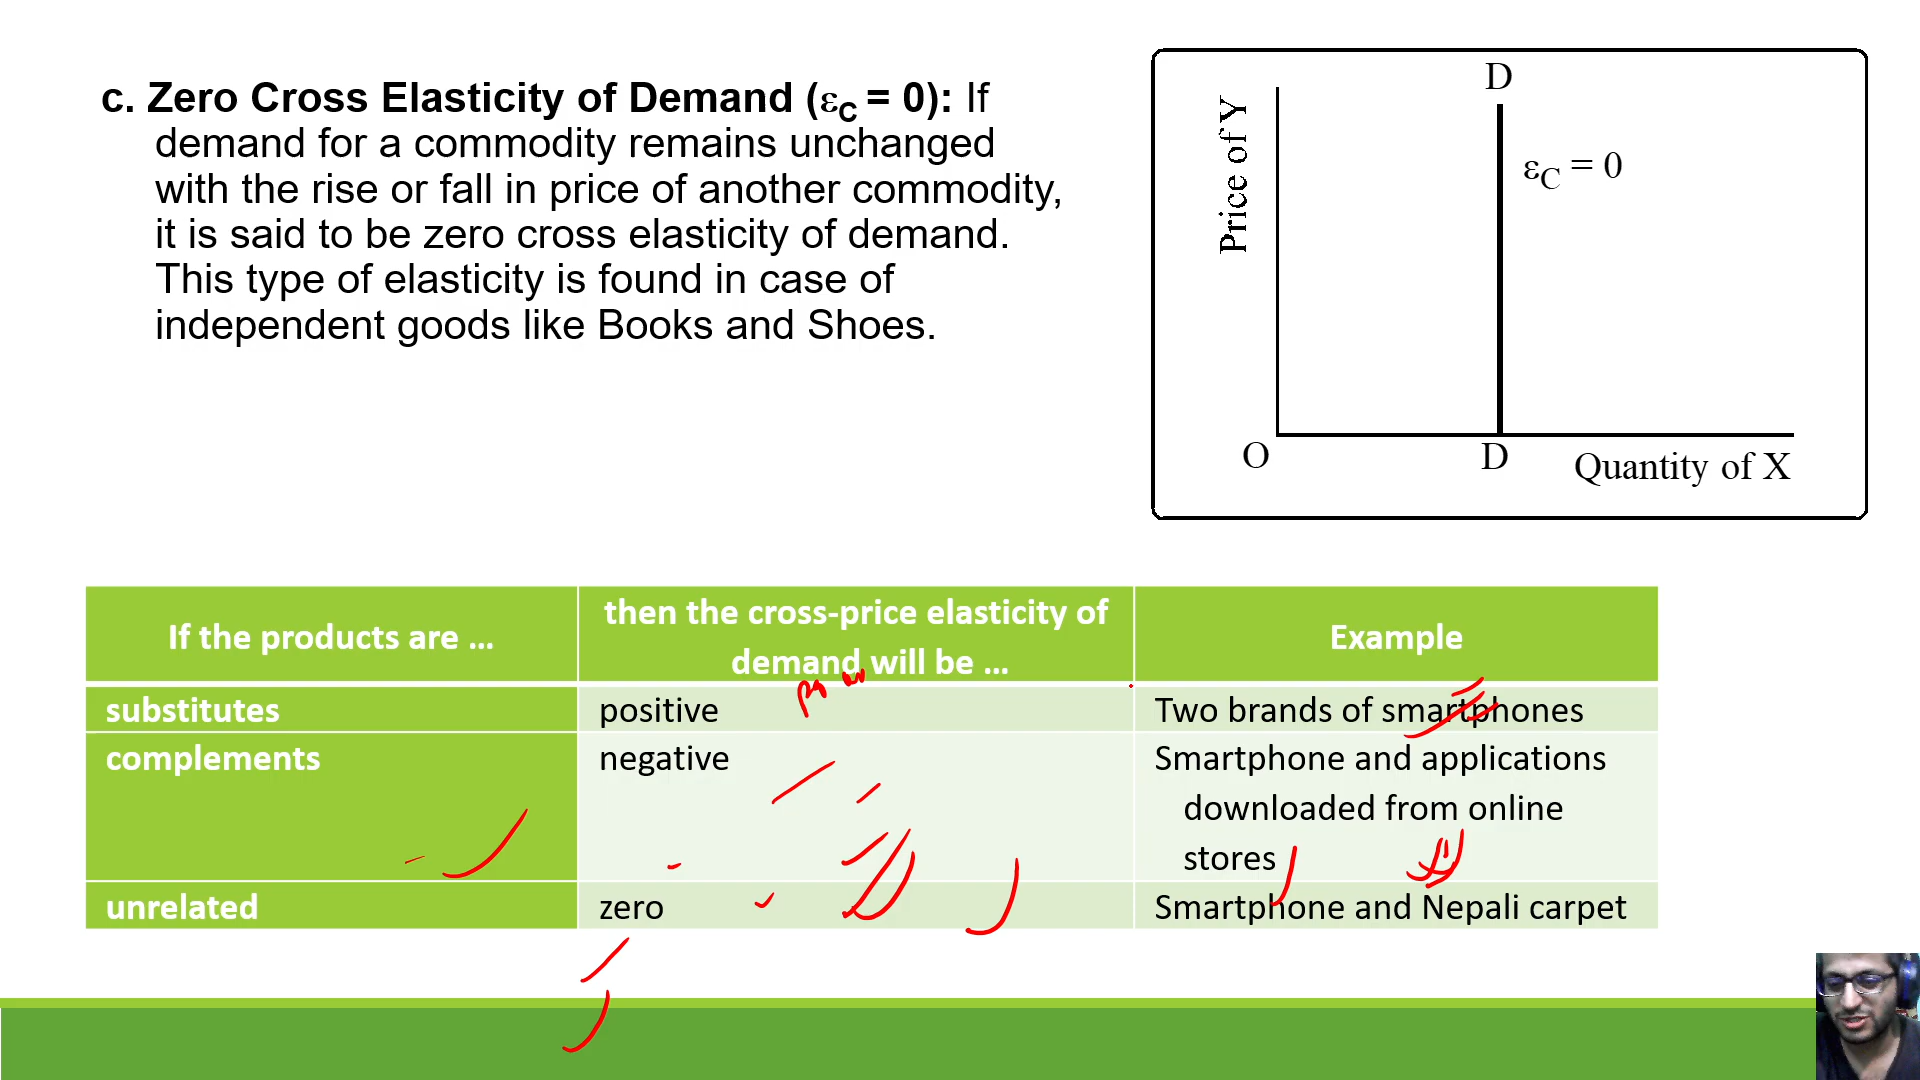 c. Zero Cross Elasticity of Demand (εC = 0): If
demand for a commodity remains unchanged
with the rise or fall in price of another commodity,
it is said to be zero cross elasticity of demand.
This type of elasticity is found in case of
independent goods like Books and Shoes.
D
Price of Y
εC = 0
O
D
Quantity of X
If the products are ...
then the cross-price elasticity of
demand will be ...
Example
substitutes
positive
Two brands of smartphones
complements
negative
Smartphone and applications
downloaded from online
stores
unrelated
zero
Smartphone and Nepali carpet